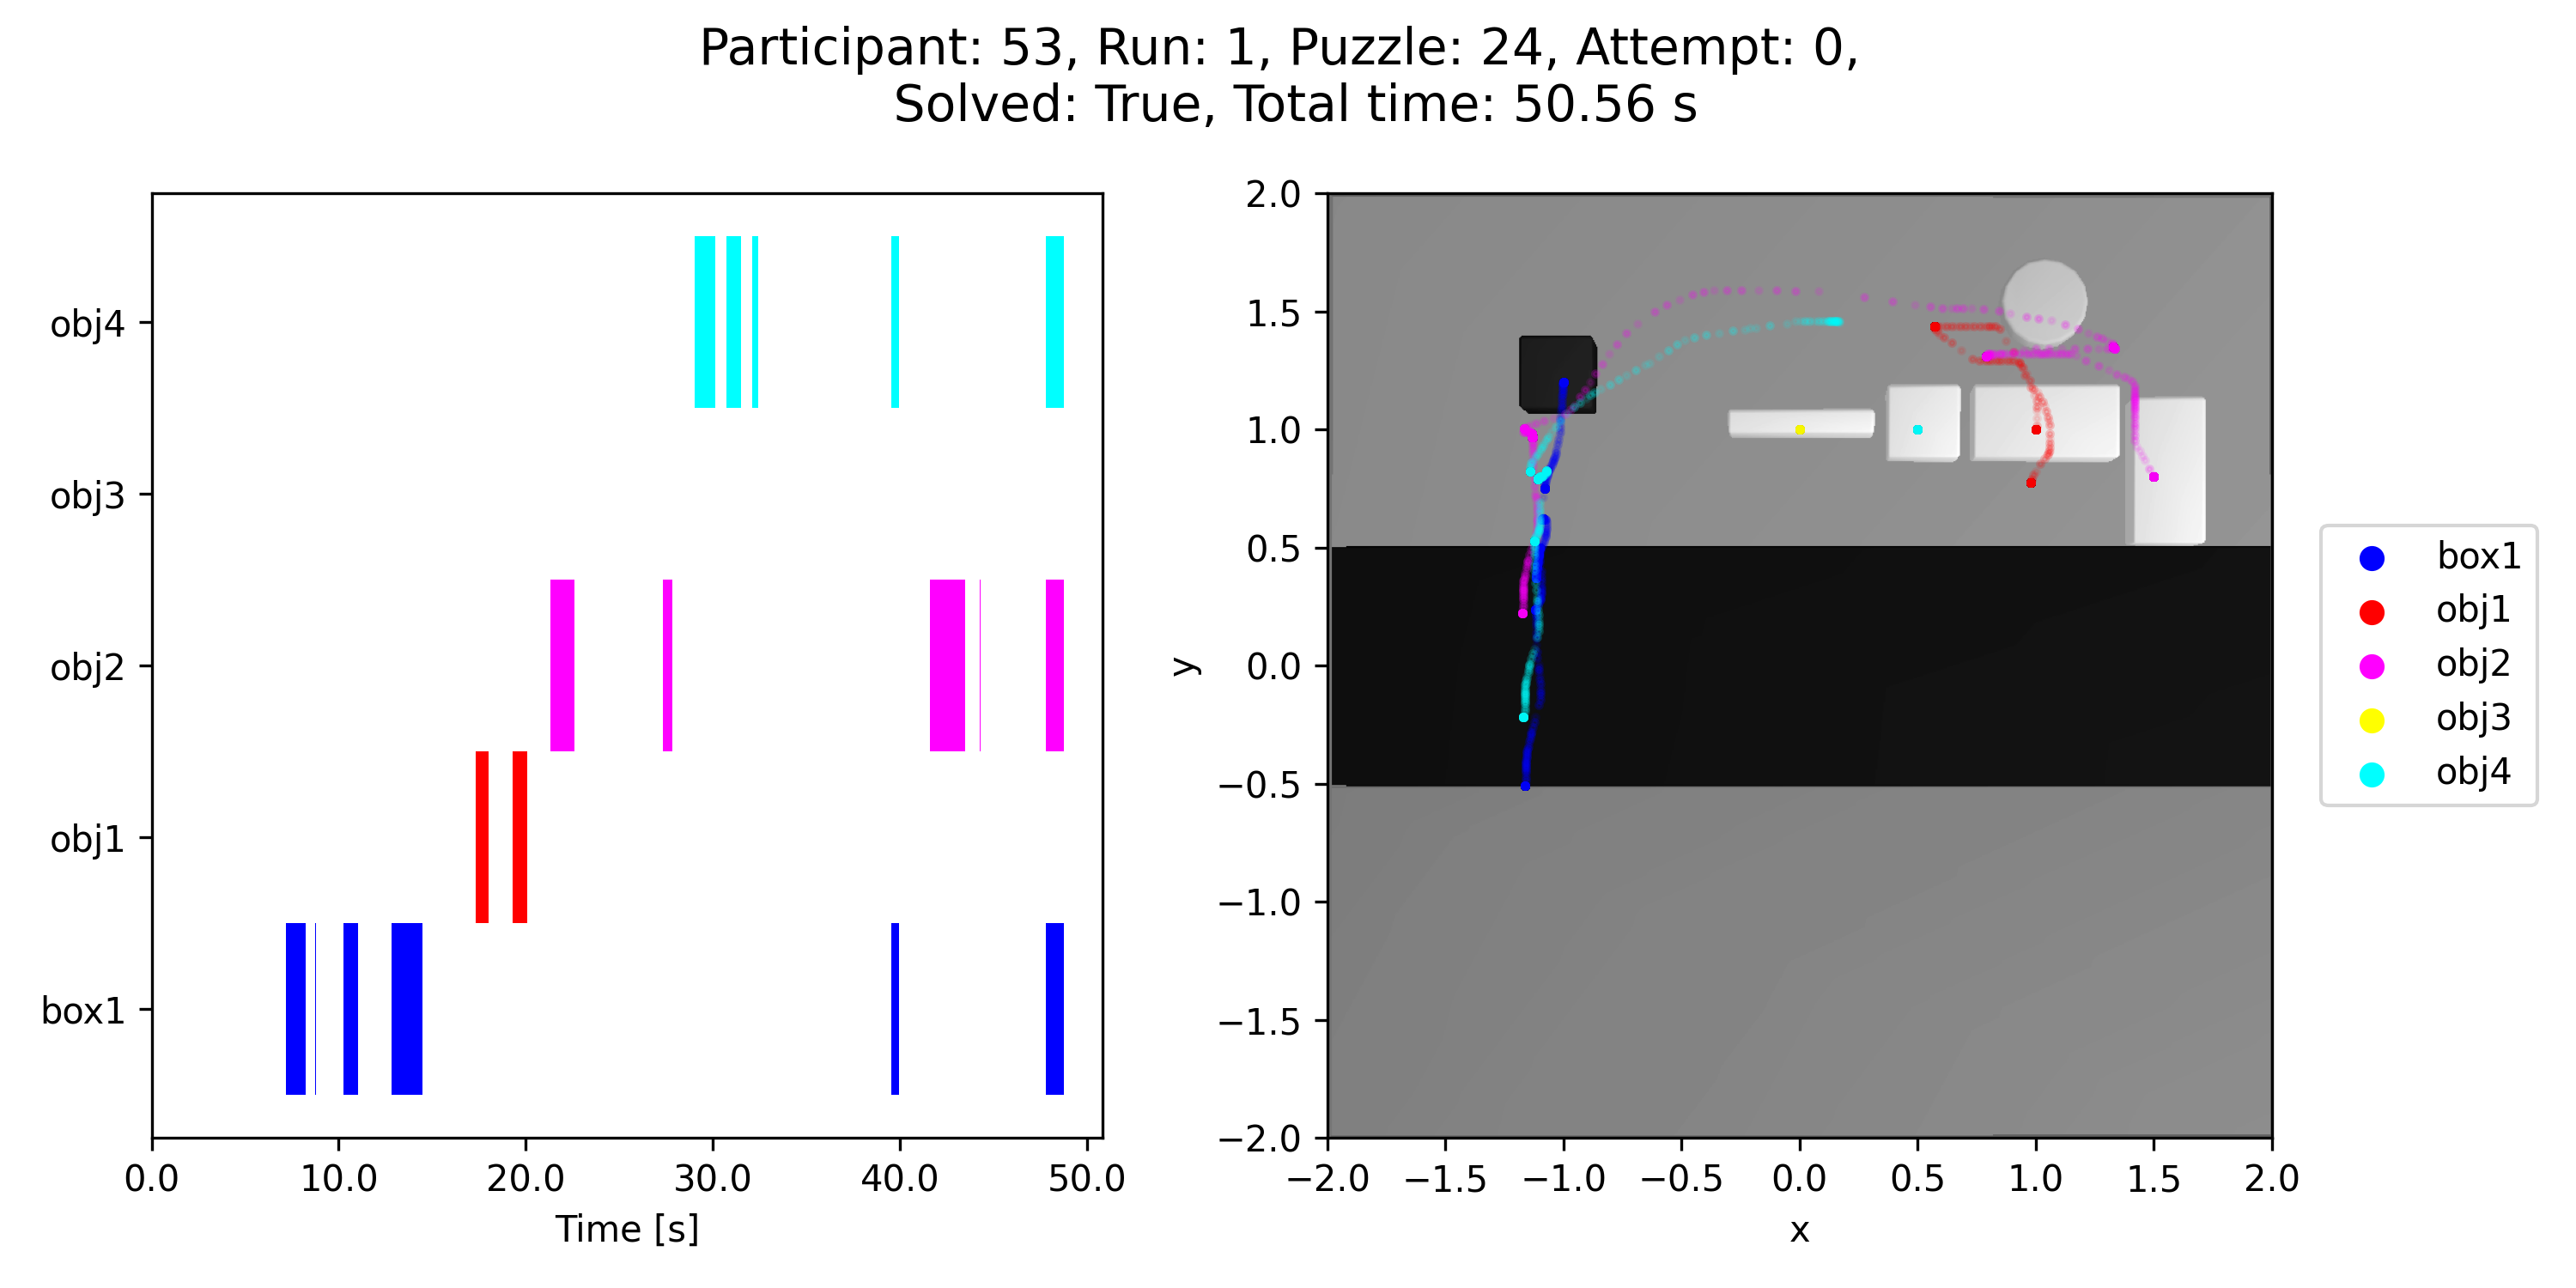 Participant: 53, Run: 1, Puzzle: 24, Attempt: 0,
Solved: True, Total time: 50.56 s
obj4
obj3
obj2
obj1
box1
0.0 10.0 20.0 30.0 40.0 50.0
Time [s]
2.0
1.5
1.0
0.5
0.0
−0.5
−1.0
−1.5
−2.0
y
−2.0 −1.5 −1.0 −0.5 0.0 0.5 1.0 1.5 2.0
x
box1
obj1
obj2
obj3
obj4